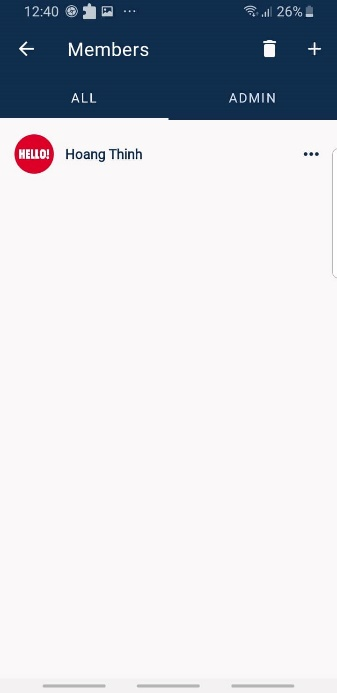 12:40 26%
Members
ALL ADMIN
HELLO! Hoang Thinh